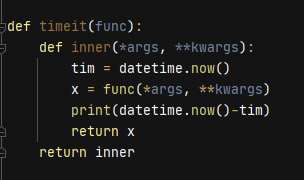 def timeit(func):
    def inner(*args, **kwargs):
        tim = datetime.now()
        x = func(*args, **kwargs)
        print(datetime.now()-tim)
        return x
    return inner